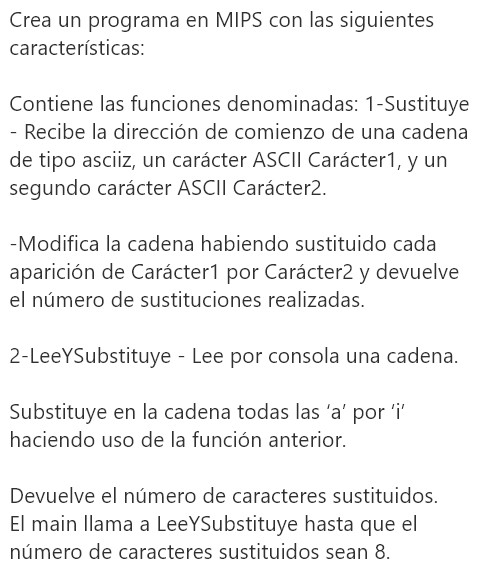 Crea un programa en MIPS con las siguientes
características:
Contiene las funciones denominadas: 1-Sustituye
- Recibe la dirección de comienzo de una cadena
de tipo asciiz, un carácter ASCII Carácter1, y un
segundo carácter ASCII Carácter2.
-Modifica la cadena habiendo sustituido cada
aparición de Carácter1 por Carácter2 y devuelve
el número de sustituciones realizadas.
2-LeeYSubstituye - Lee por consola una cadena.
Substituye en la cadena todas las ‘a’ por ‘i’
haciendo uso de la función anterior.
Devuelve el número de caracteres sustituidos.
El main llama a LeeYSubstituye hasta que el
número de caracteres sustituidos sean 8.